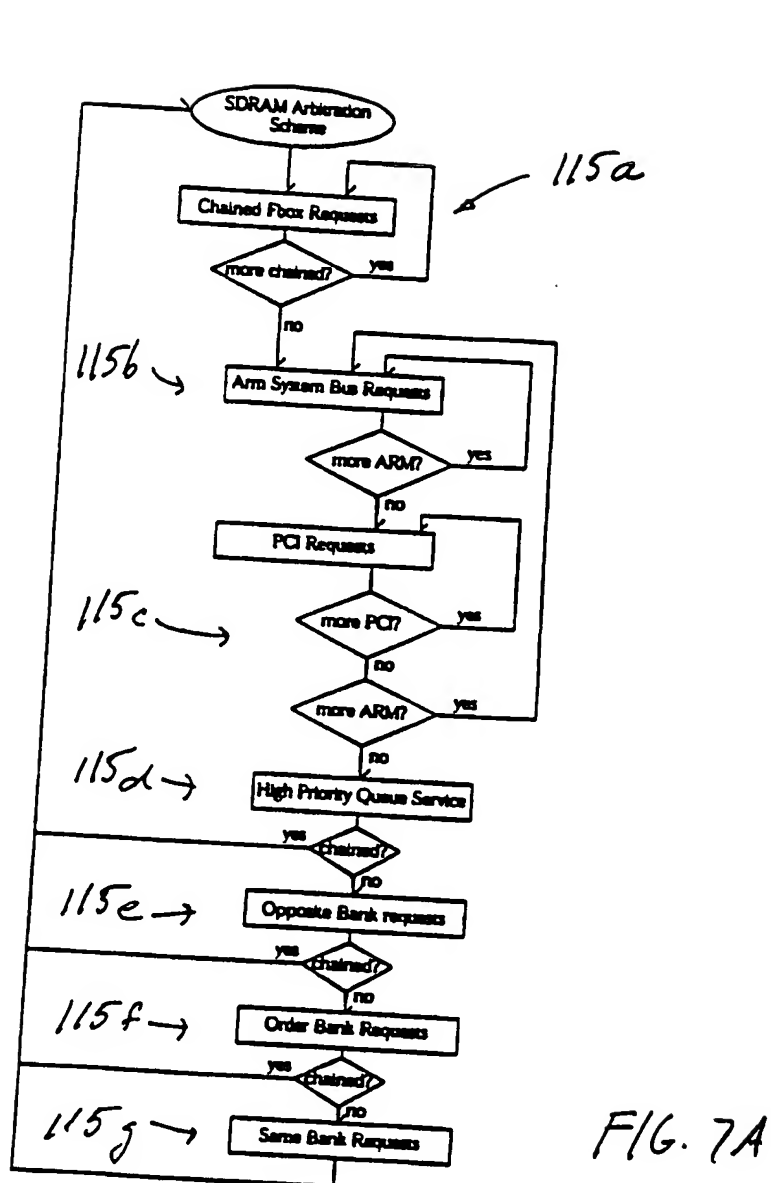 SDRAM Arbitration
Scheme
115a
Chained Fbox Requests
more chained?
yes
no
115b
Arm System Bus Requests
more ARM?
yes
no
PCI Requests
115c
more PCI?
yes
no
more ARM?
yes
no
115d
High Priority Queue Service
yes
chained?
no
115e
Opposite Bank requests
yes
chained?
no
115f
Order Bank Requests
yes
chained?
no
115g
Same Bank Requests
FIG. 7A